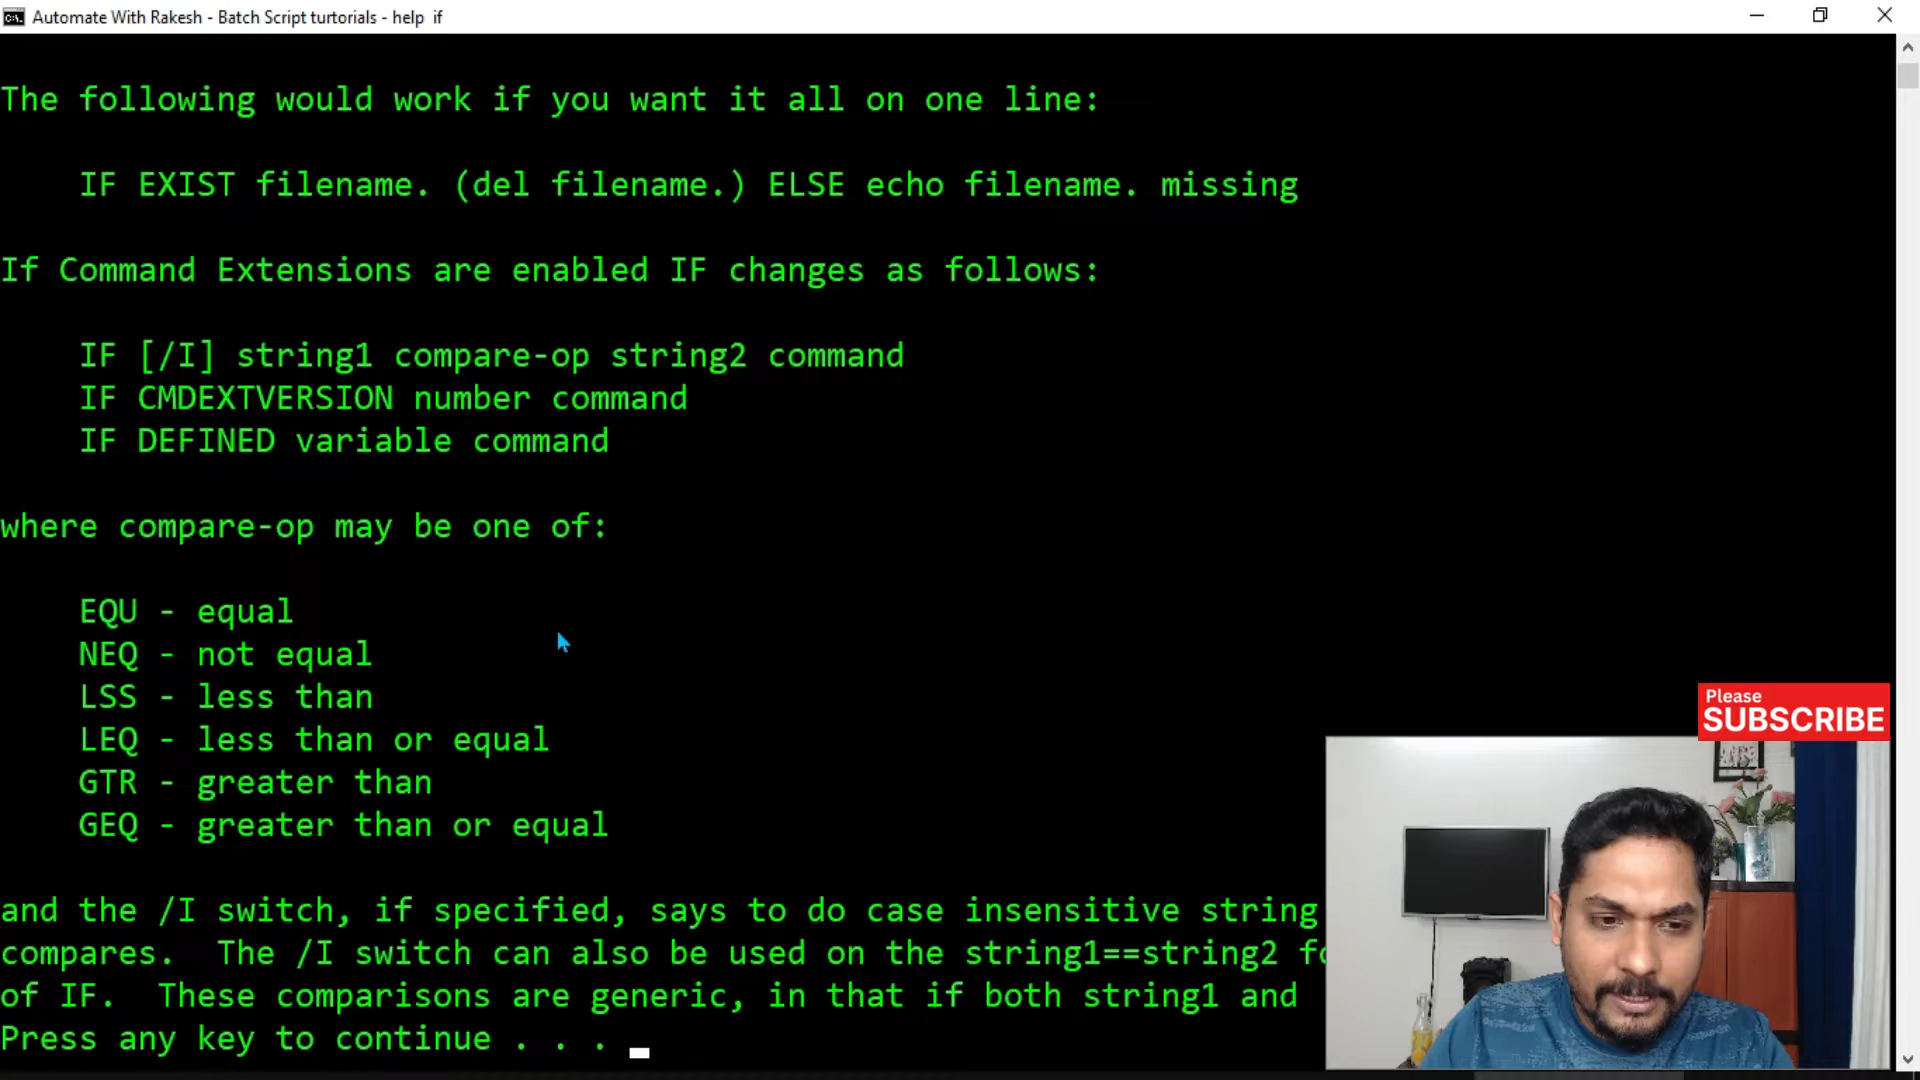 Automate With Rakesh - Batch Script turtorials - help  if
The following would work if you want it all on one line:
IF EXIST filename. (del filename.) ELSE echo filename. missing
If Command Extensions are enabled IF changes as follows:
IF [/I] string1 compare-op string2 command
IF CMDEXTVERSION number command
IF DEFINED variable command
where compare-op may be one of:
EQU - equal
NEQ - not equal
LSS - less than
LEQ - less than or equal
GTR - greater than
GEQ - greater than or equal
and the /I switch, if specified, says to do case insensitive string
compares.  The /I switch can also be used on the string1==string2
of IF.  These comparisons are generic, in that if both string1 and
Press any key to continue . . .
Please
SUBSCRIBE